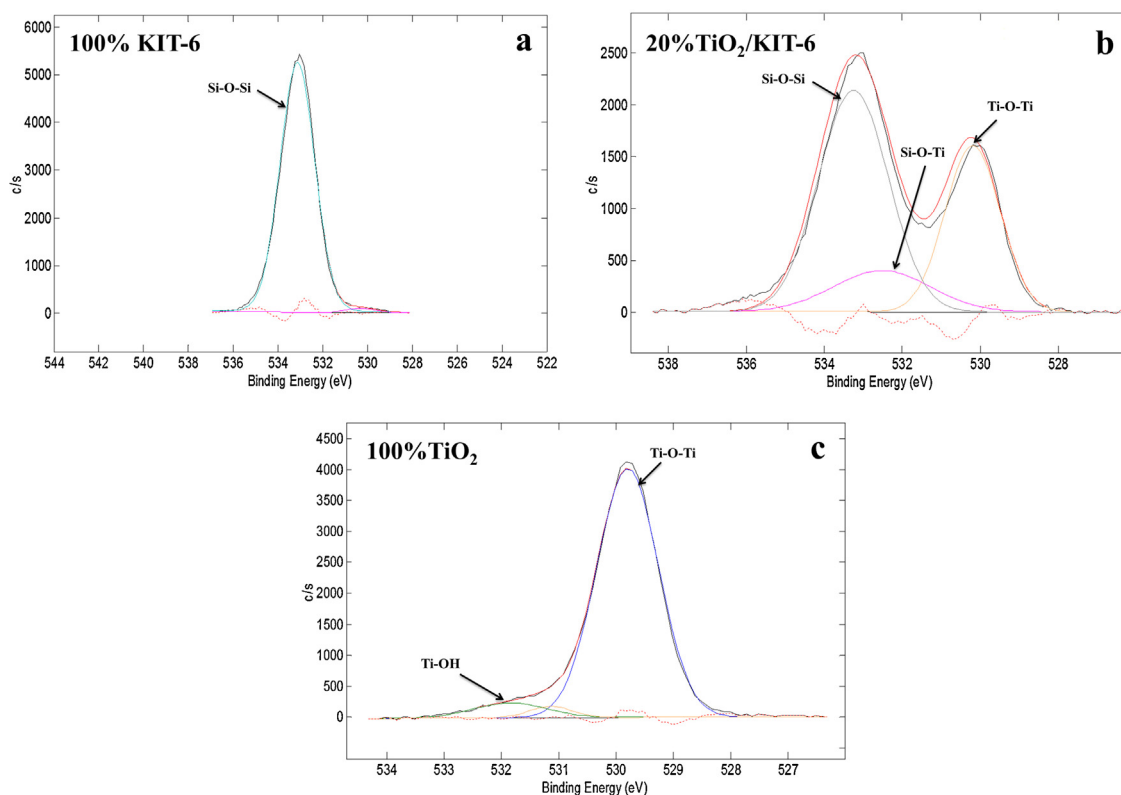 100% KIT-6
a
Si-O-Si
c/s
6000
5000
4000
3000
2000
1000
0
544 542 540 538 536 534 532 530 528 526 524 522
Binding Energy (eV)
20%TiO2/KIT-6
b
Si-O-Si
Ti-O-Ti
Si-O-Ti
c/s
2500
2000
1500
1000
500
0
538 536 534 532 530 528
Binding Energy (eV)
100%TiO2
c
Ti-O-Ti
Ti-OH
c/s
4500
4000
3500
3000
2500
2000
1500
1000
500
0
534 533 532 531 530 529 528 527
Binding Energy (eV)